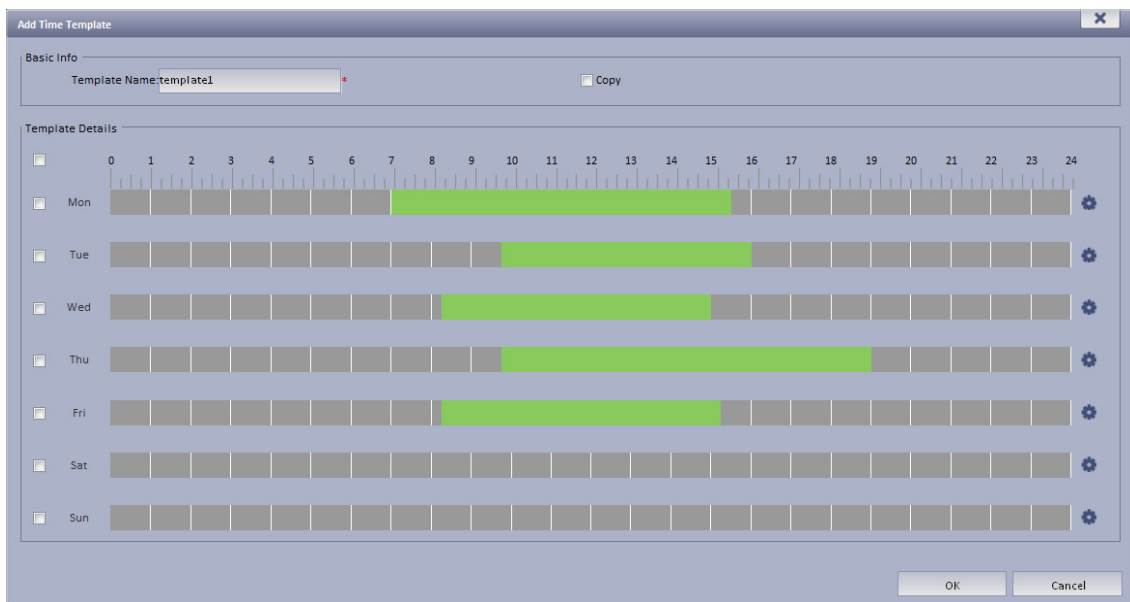 Add Time Template
Basic Info
Template Name:template1 * Copy
Template Details
0 1 2 3 4 5 6 7 8 9 10 11 12 13 14 15 16 17 18 19 20 21 22 23 24
Mon
Tue
Wed
Thu
Fri
Sat
Sun
OK Cancel